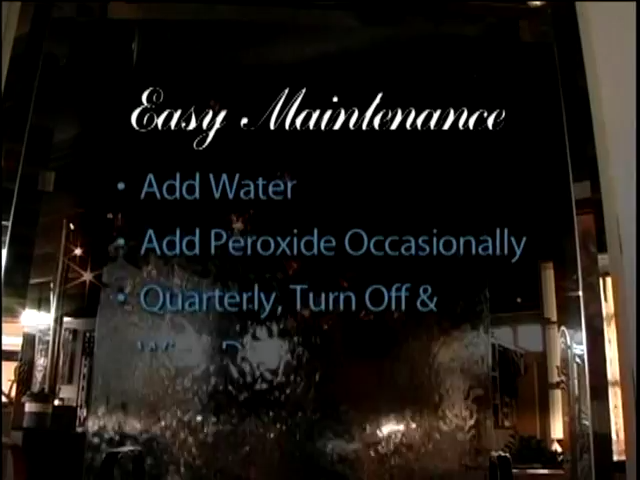 Easy Maintenance
• Add Water
• Add Peroxide Occasionally
• Quarterly, Turn Off &